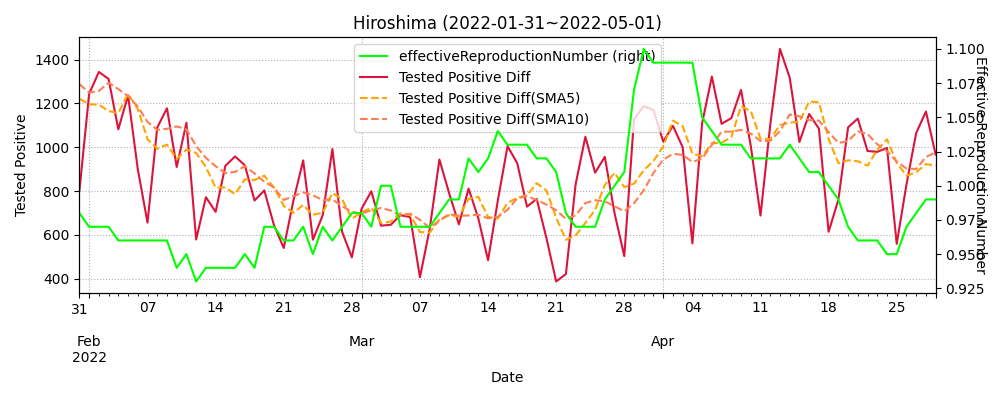 Hiroshima (2022-01-31~2022-05-01)
effectiveReproductionNumber (right)
Tested Positive Diff
Tested Positive Diff(SMA5)
Tested Positive Diff(SMA10)
Tested Positive
1400
1200
1000
800
600
400
Effective Reproduction Number
1.100
1.075
1.050
1.025
1.000
0.975
0.950
0.925
31 07 14 21 28 07 14 21 28 04 11 18 25
Feb Mar Apr
2022
Date